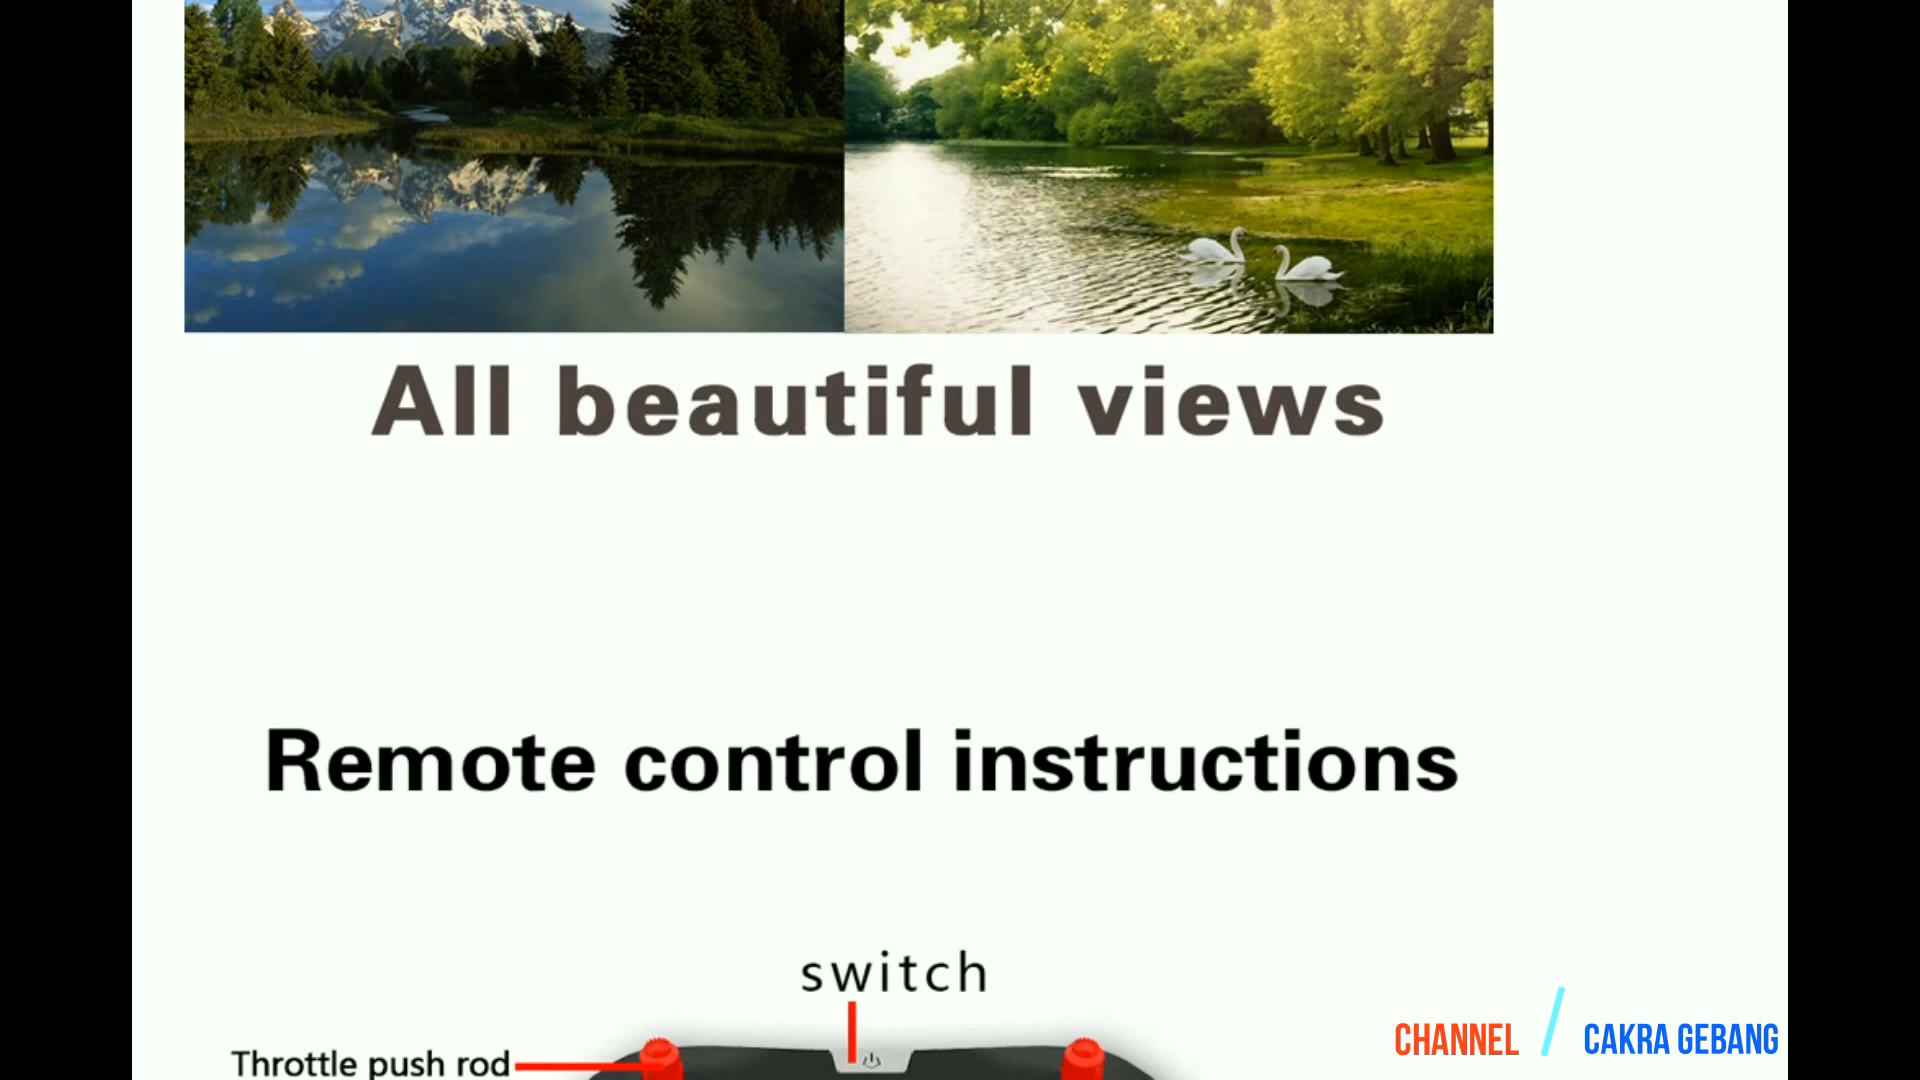 All beautiful views
Remote control instructions
switch
Throttle push rod
CHANNEL / CAKRA GEBANG